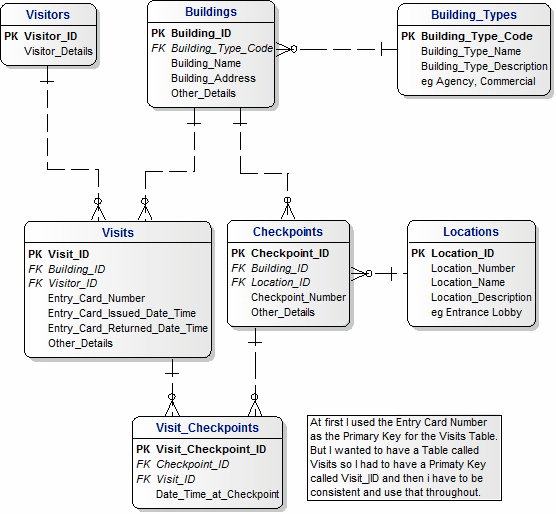 Visitors
PK Visitor_ID
Visitor_Details
Buildings
PK Building_ID
FK Building_Type_Code
Building_Name
Building_Address
Other_Details
Building_Types
PK Building_Type_Code
Building_Type_Name
Building_Type_Description
eg Agency, Commercial
Visits
PK Visit_ID
FK Building_ID
FK Visitor_ID
Entry_Card_Number
Entry_Card_Issued_Date_Time
Entry_Card_Returned_Date_Time
Other_Details
Checkpoints
PK Checkpoint_ID
FK Building_ID
FK Location_ID
Checkpoint_Number
Other_Details
Locations
PK Location_ID
Location_Number
Location_Name
Location_Description
eg Entrance Lobby
Visit_Checkpoints
PK Visit_Checkpoint_ID
FK Checkpoint_ID
FK Visit_ID
Date_Time_at_Checkpoint
At first I used the Entry Card Number
as the Primary Key for the Visits Table.
But I wanted to have a Table called
Visits so I had to have a Primaty Key
called Visit_|ID and then i have to be
consistent and use that throughout.